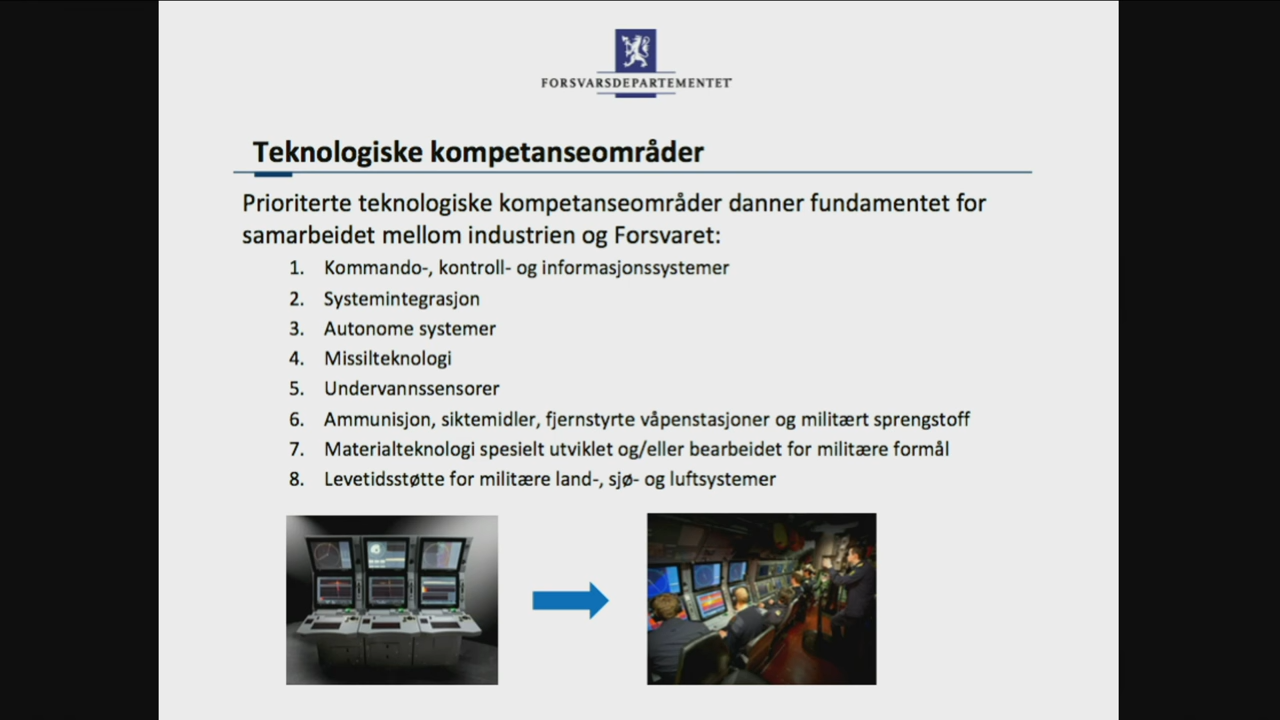 FORSVARSDEPARTEMENTET
Teknologiske kompetanseområder
Prioriterte teknologiske kompetanseområder danner fundamentet for
samarbeidet mellom industrien og Forsvaret:
1. Kommando-, kontroll- og informasjonssystemer
2. Systemintegrasjon
3. Autonome systemer
4. Missilteknologi
5. Undervannssensorer
6. Ammunisjon, siktemidler, fjernstyrte våpenstasjoner og militært sprengstoff
7. Materialteknologi spesielt utviklet og/eller bearbeidet for militære formål
8. Levetidsstøtte for militære land-, sjø- og luftsystemer